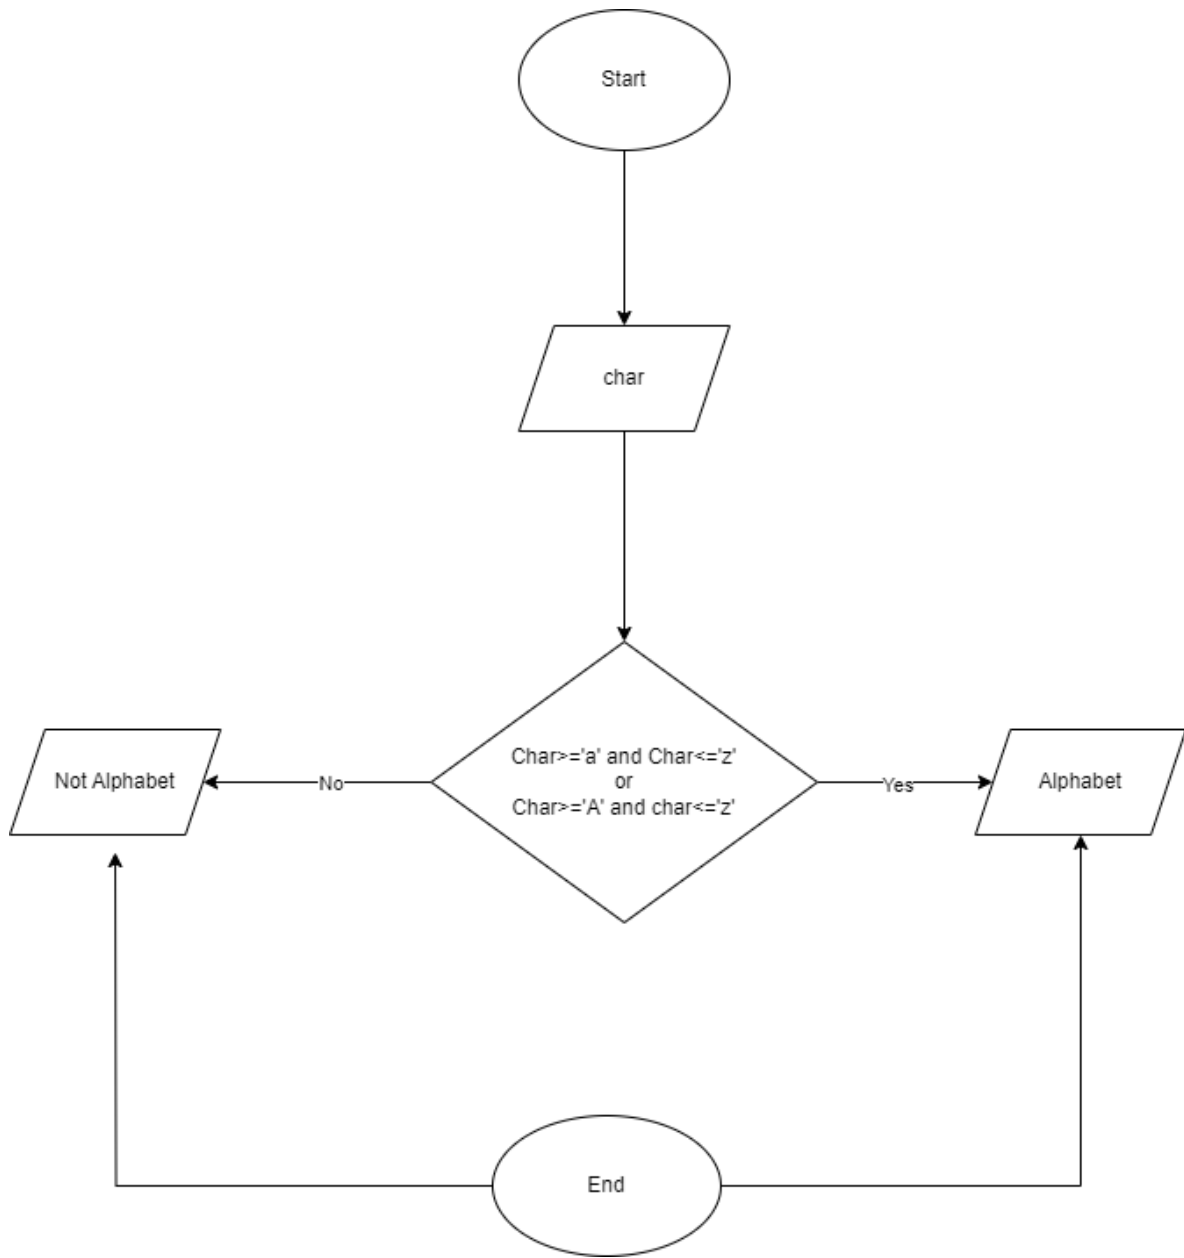 Start
char
Char>='a' and Char<='z'
or
Char>='A' and char<='z'
Not Alphabet
No
Yes
Alphabet
End